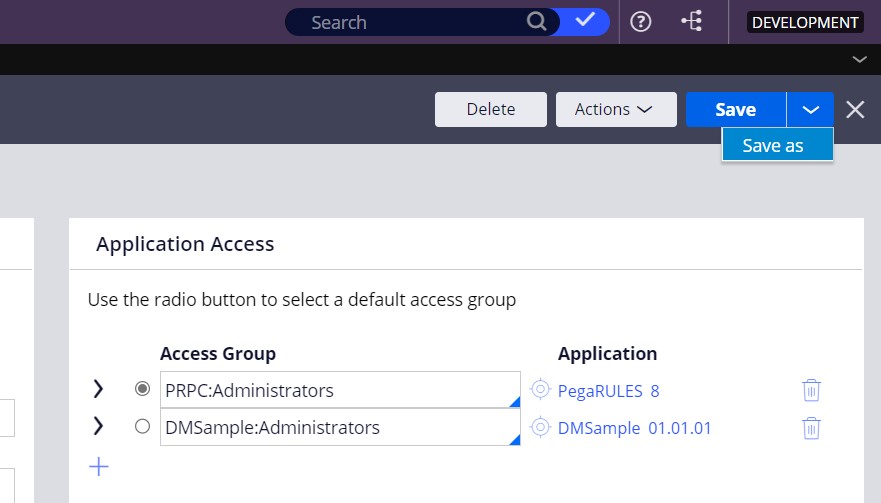 Search
DEVELOPMENT
Delete
Actions
Save
Save as
Application Access
Use the radio button to select a default access group
Access Group Application
PRPC:Administrators PegaRULES 8
DMSample:Administrators DMSample 01.01.01